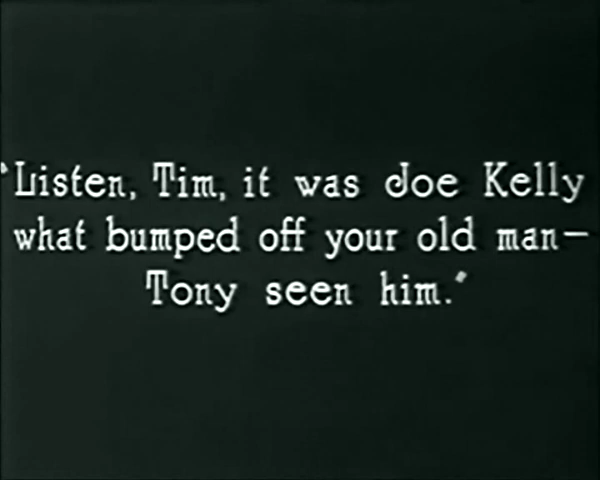 "Listen, Tim, it was Joe Kelly
what bumped off your old man—
Tony seen him."